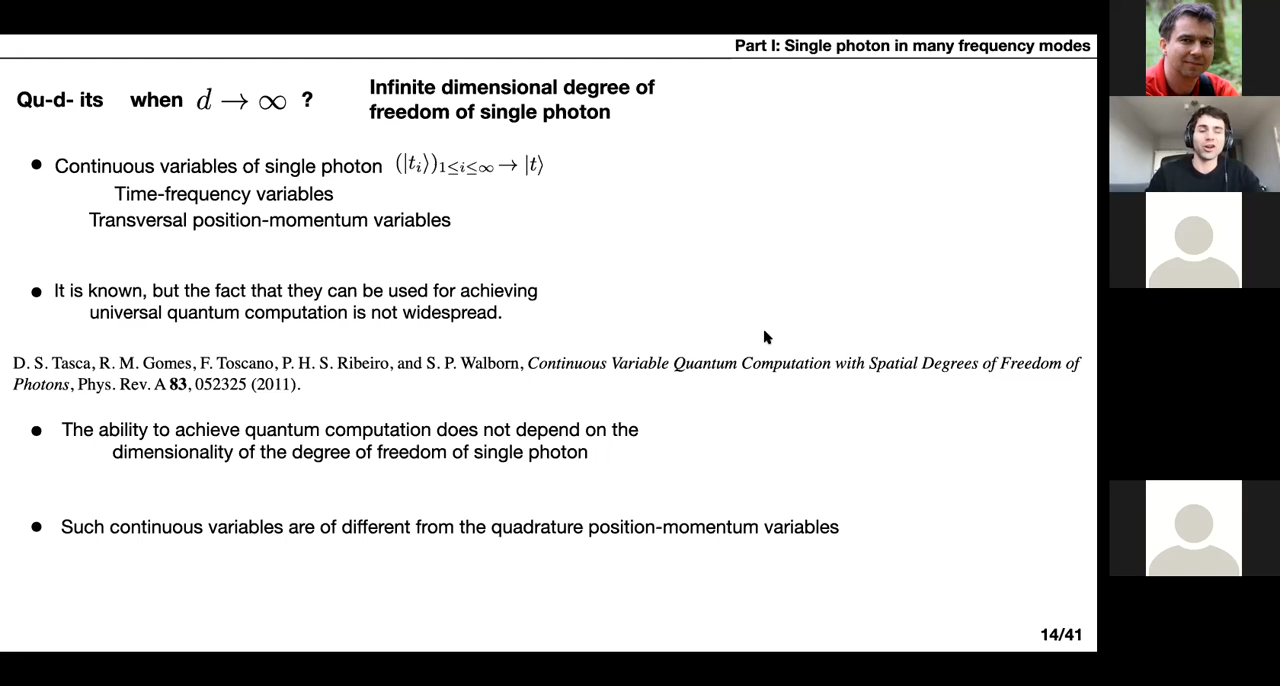 Part I: Single photon in many frequency modes
Qu-d- its when d → ∞ ?
Infinite dimensional degree of
freedom of single photon
● Continuous variables of single photon (|tᵢ⟩)₁≤ᵢ≤∞ → |t⟩
Time-frequency variables
Transversal position-momentum variables
● It is known, but the fact that they can be used for achieving
universal quantum computation is not widespread.
D. S. Tasca, R. M. Gomes, F. Toscano, P. H. S. Ribeiro, and S. P. Walborn, Continuous Variable Quantum Computation with Spatial Degrees of Freedom of
Photons, Phys. Rev. A 83, 052325 (2011).
● The ability to achieve quantum computation does not depend on the
dimensionality of the degree of freedom of single photon
● Such continuous variables are of different from the quadrature position-momentum variables
14/41